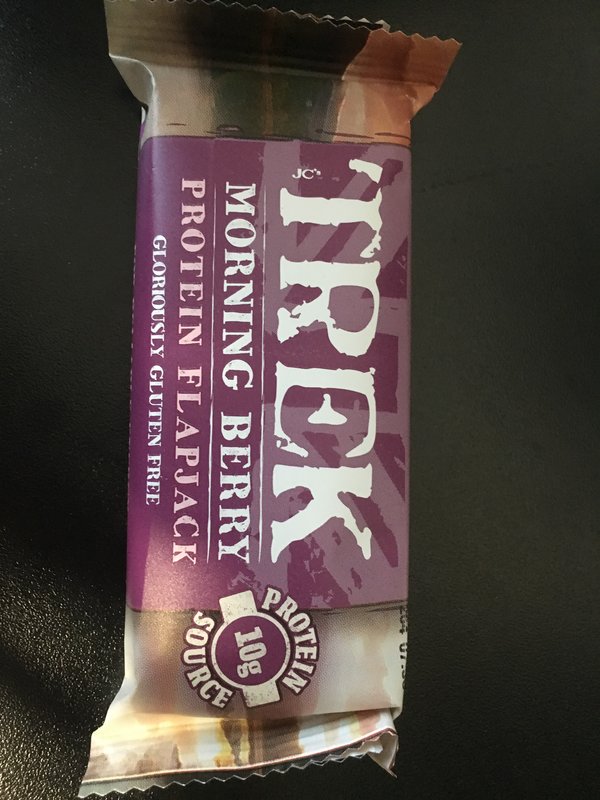 JC's
TREK
MORNING BERRY
PROTEIN FLAPJACK
GLORIOUSLY GLUTEN FREE
PROTEIN
10g
SOURCE